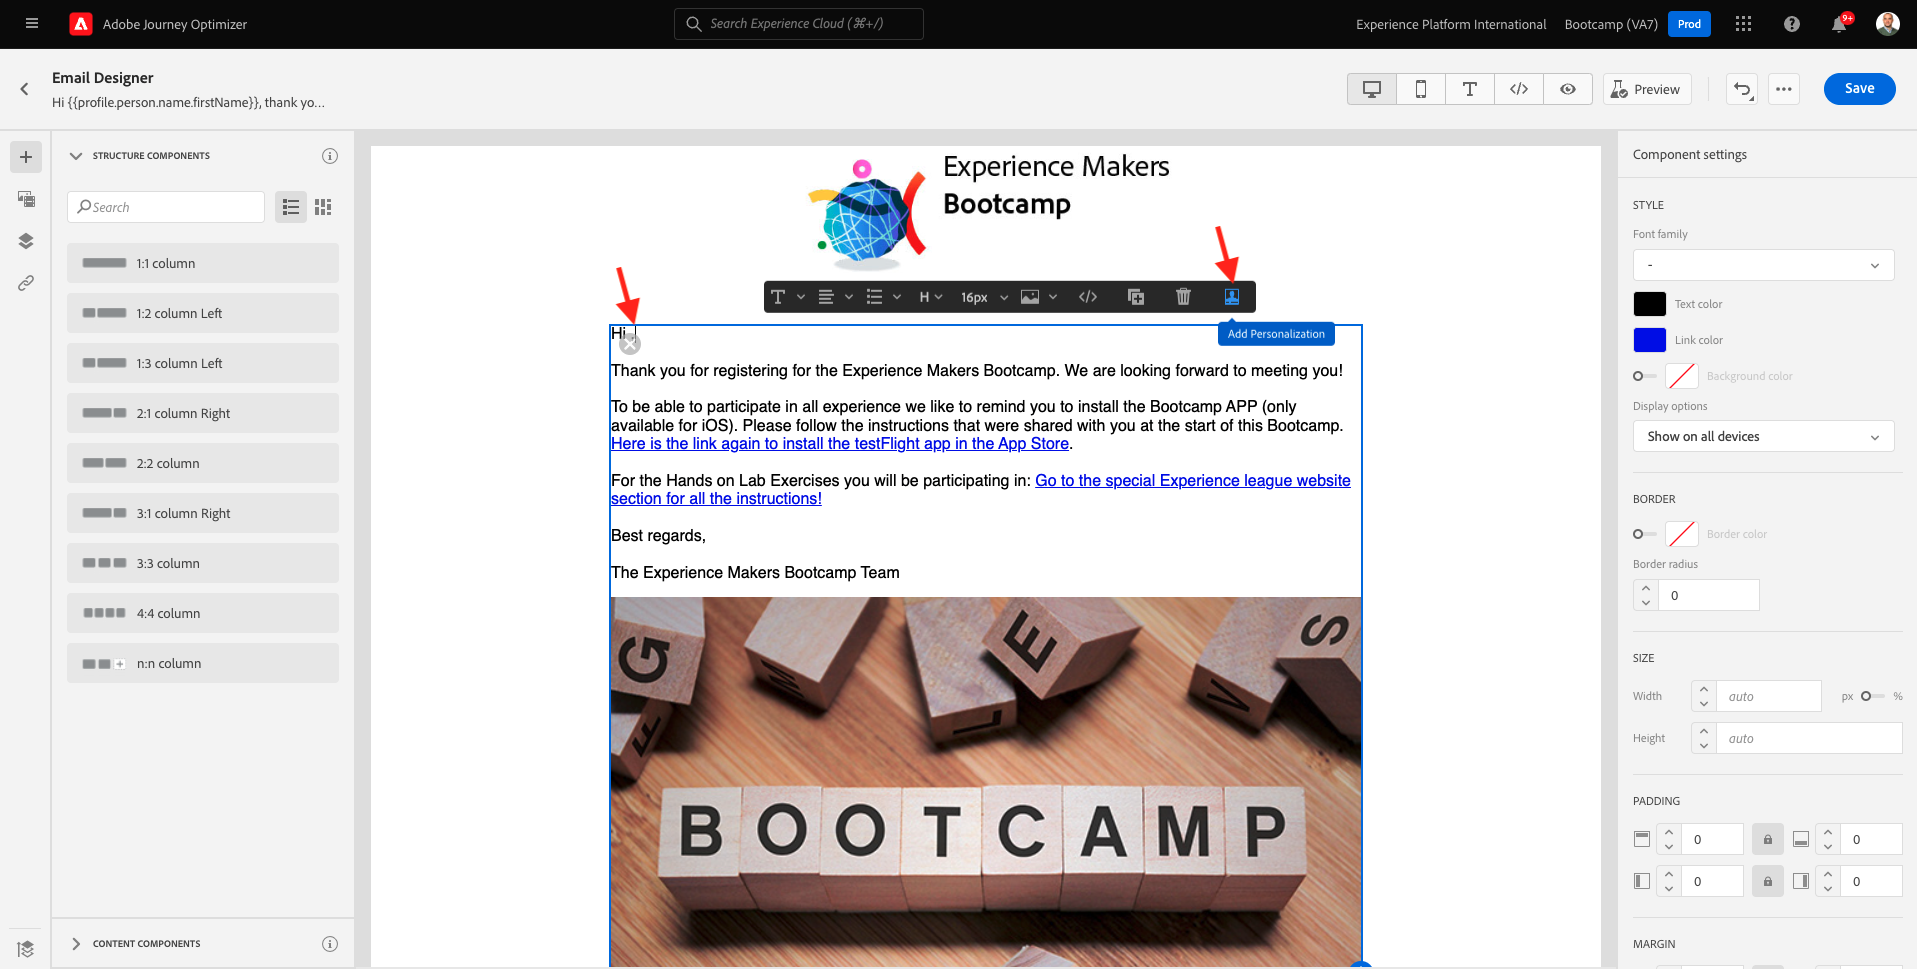 Adobe Journey Optimizer
Search Experience Cloud (⌘+/)
Experience Platform International
Bootcamp (VA7)
Prod
9+
Email Designer
Hi {{profile.person.name.firstName}}, thank yo...
Preview
Save
STRUCTURE COMPONENTS
Search
1:1 column
1:2 column Left
1:3 column Left
2:1 column Right
2:2 column
3:1 column Right
3:3 column
4:4 column
n:n column
CONTENT COMPONENTS
Experience Makers
Bootcamp
H
16px
Add Personalization
Hi
Thank you for registering for the Experience Makers Bootcamp. We are looking forward to meeting you!
To be able to participate in all experience we like to remind you to install the Bootcamp APP (only
available for iOS). Please follow the instructions that were shared with you at the start of this Bootcamp.
Here is the link again to install the testFlight app in the App Store.
For the Hands on Lab Exercises you will be participating in: Go to the special Experience league website
section for all the instructions!
Best regards,
The Experience Makers Bootcamp Team
G M L E V S
F
BOOTCAMP
Component settings
STYLE
Font family
-
Text color
Link color
Background color
Display options
Show on all devices
BORDER
Border color
Border radius
0
SIZE
Width
auto
px
%
Height
auto
PADDING
0
0
0
0
MARGIN